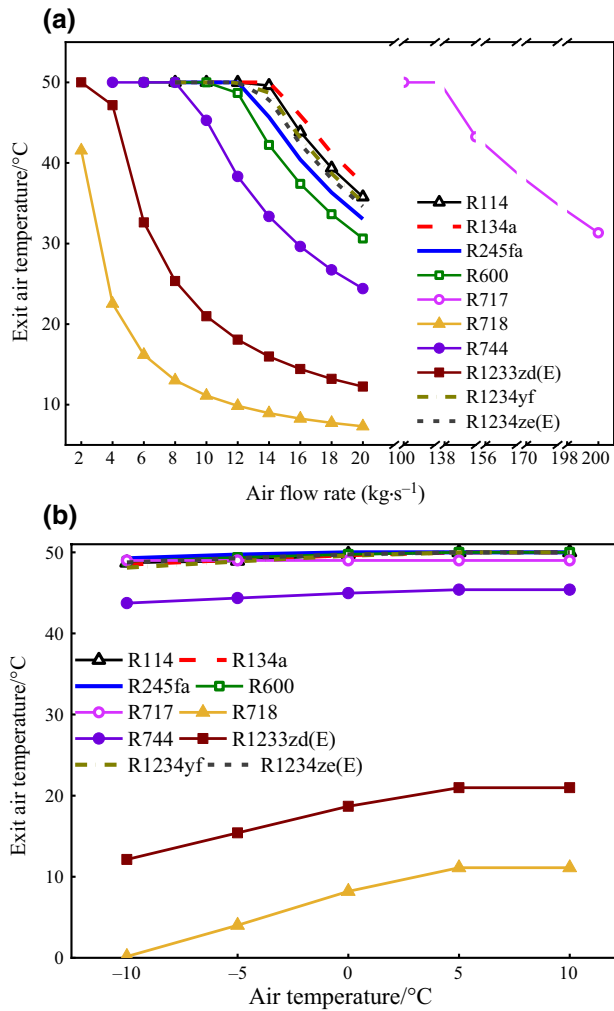 (a)
50
40
30
20
10
Exit air temperature/°C
R114
R134a
R245fa
R600
R717
R718
R744
R1233zd(E)
R1234yf
R1234ze(E)
2 4 6 8 10 12 14 16 18 20 100 138 156 170 198 200
Air flow rate (kg·s⁻¹)
(b)
50
40
30
20
10
0
Exit air temperature/°C
R114 R134a
R245fa R600
R717 R718
R744 R1233zd(E)
R1234yf R1234ze(E)
−10 −5 0 5 10
Air temperature/°C